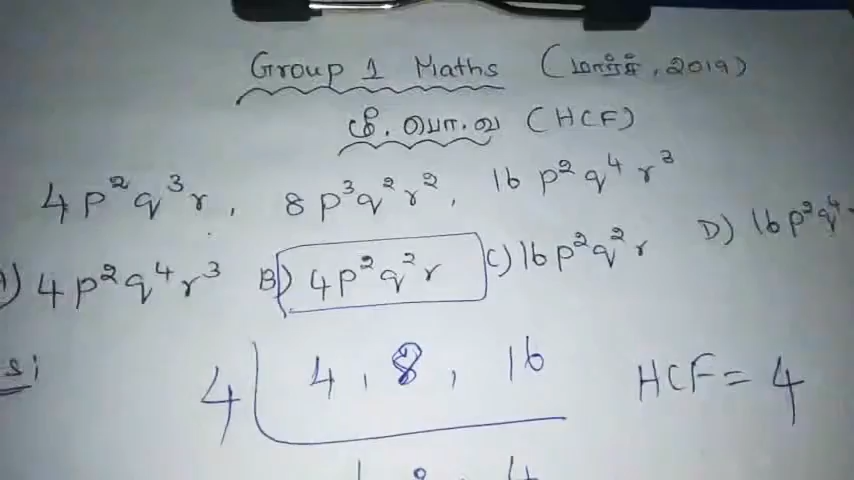 Group 1 Maths (மார்ச், 2019)
மீ.பொ.வ (HCF)
4p²q³r, 8p³q²r², 16p²q⁴r³
A) 4p²q⁴r³ B) 4p²q²r C) 16p²q²r D) 16p²q⁴
4 | 4, 8, 16 HCF = 4